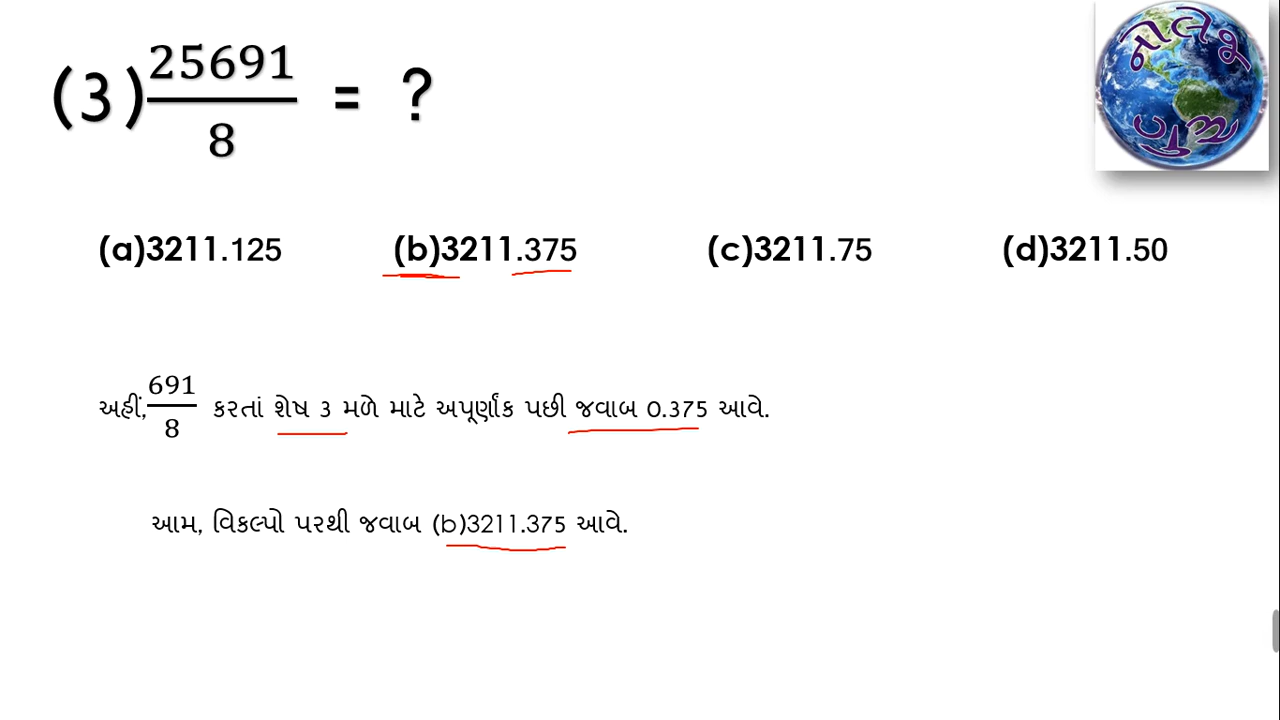 (3) 25691/8 = ?
નોલેજ
ગુરુ
(a)3211.125 (b)3211.375 (c)3211.75 (d)3211.50
અહીં, 691/8 કરતાં શેષ 3 મળે માટે અપૂર્ણાંક પછી જવાબ 0.375 આવે.
આમ, વિકલ્પો પરથી જવાબ (b)3211.375 આવે.